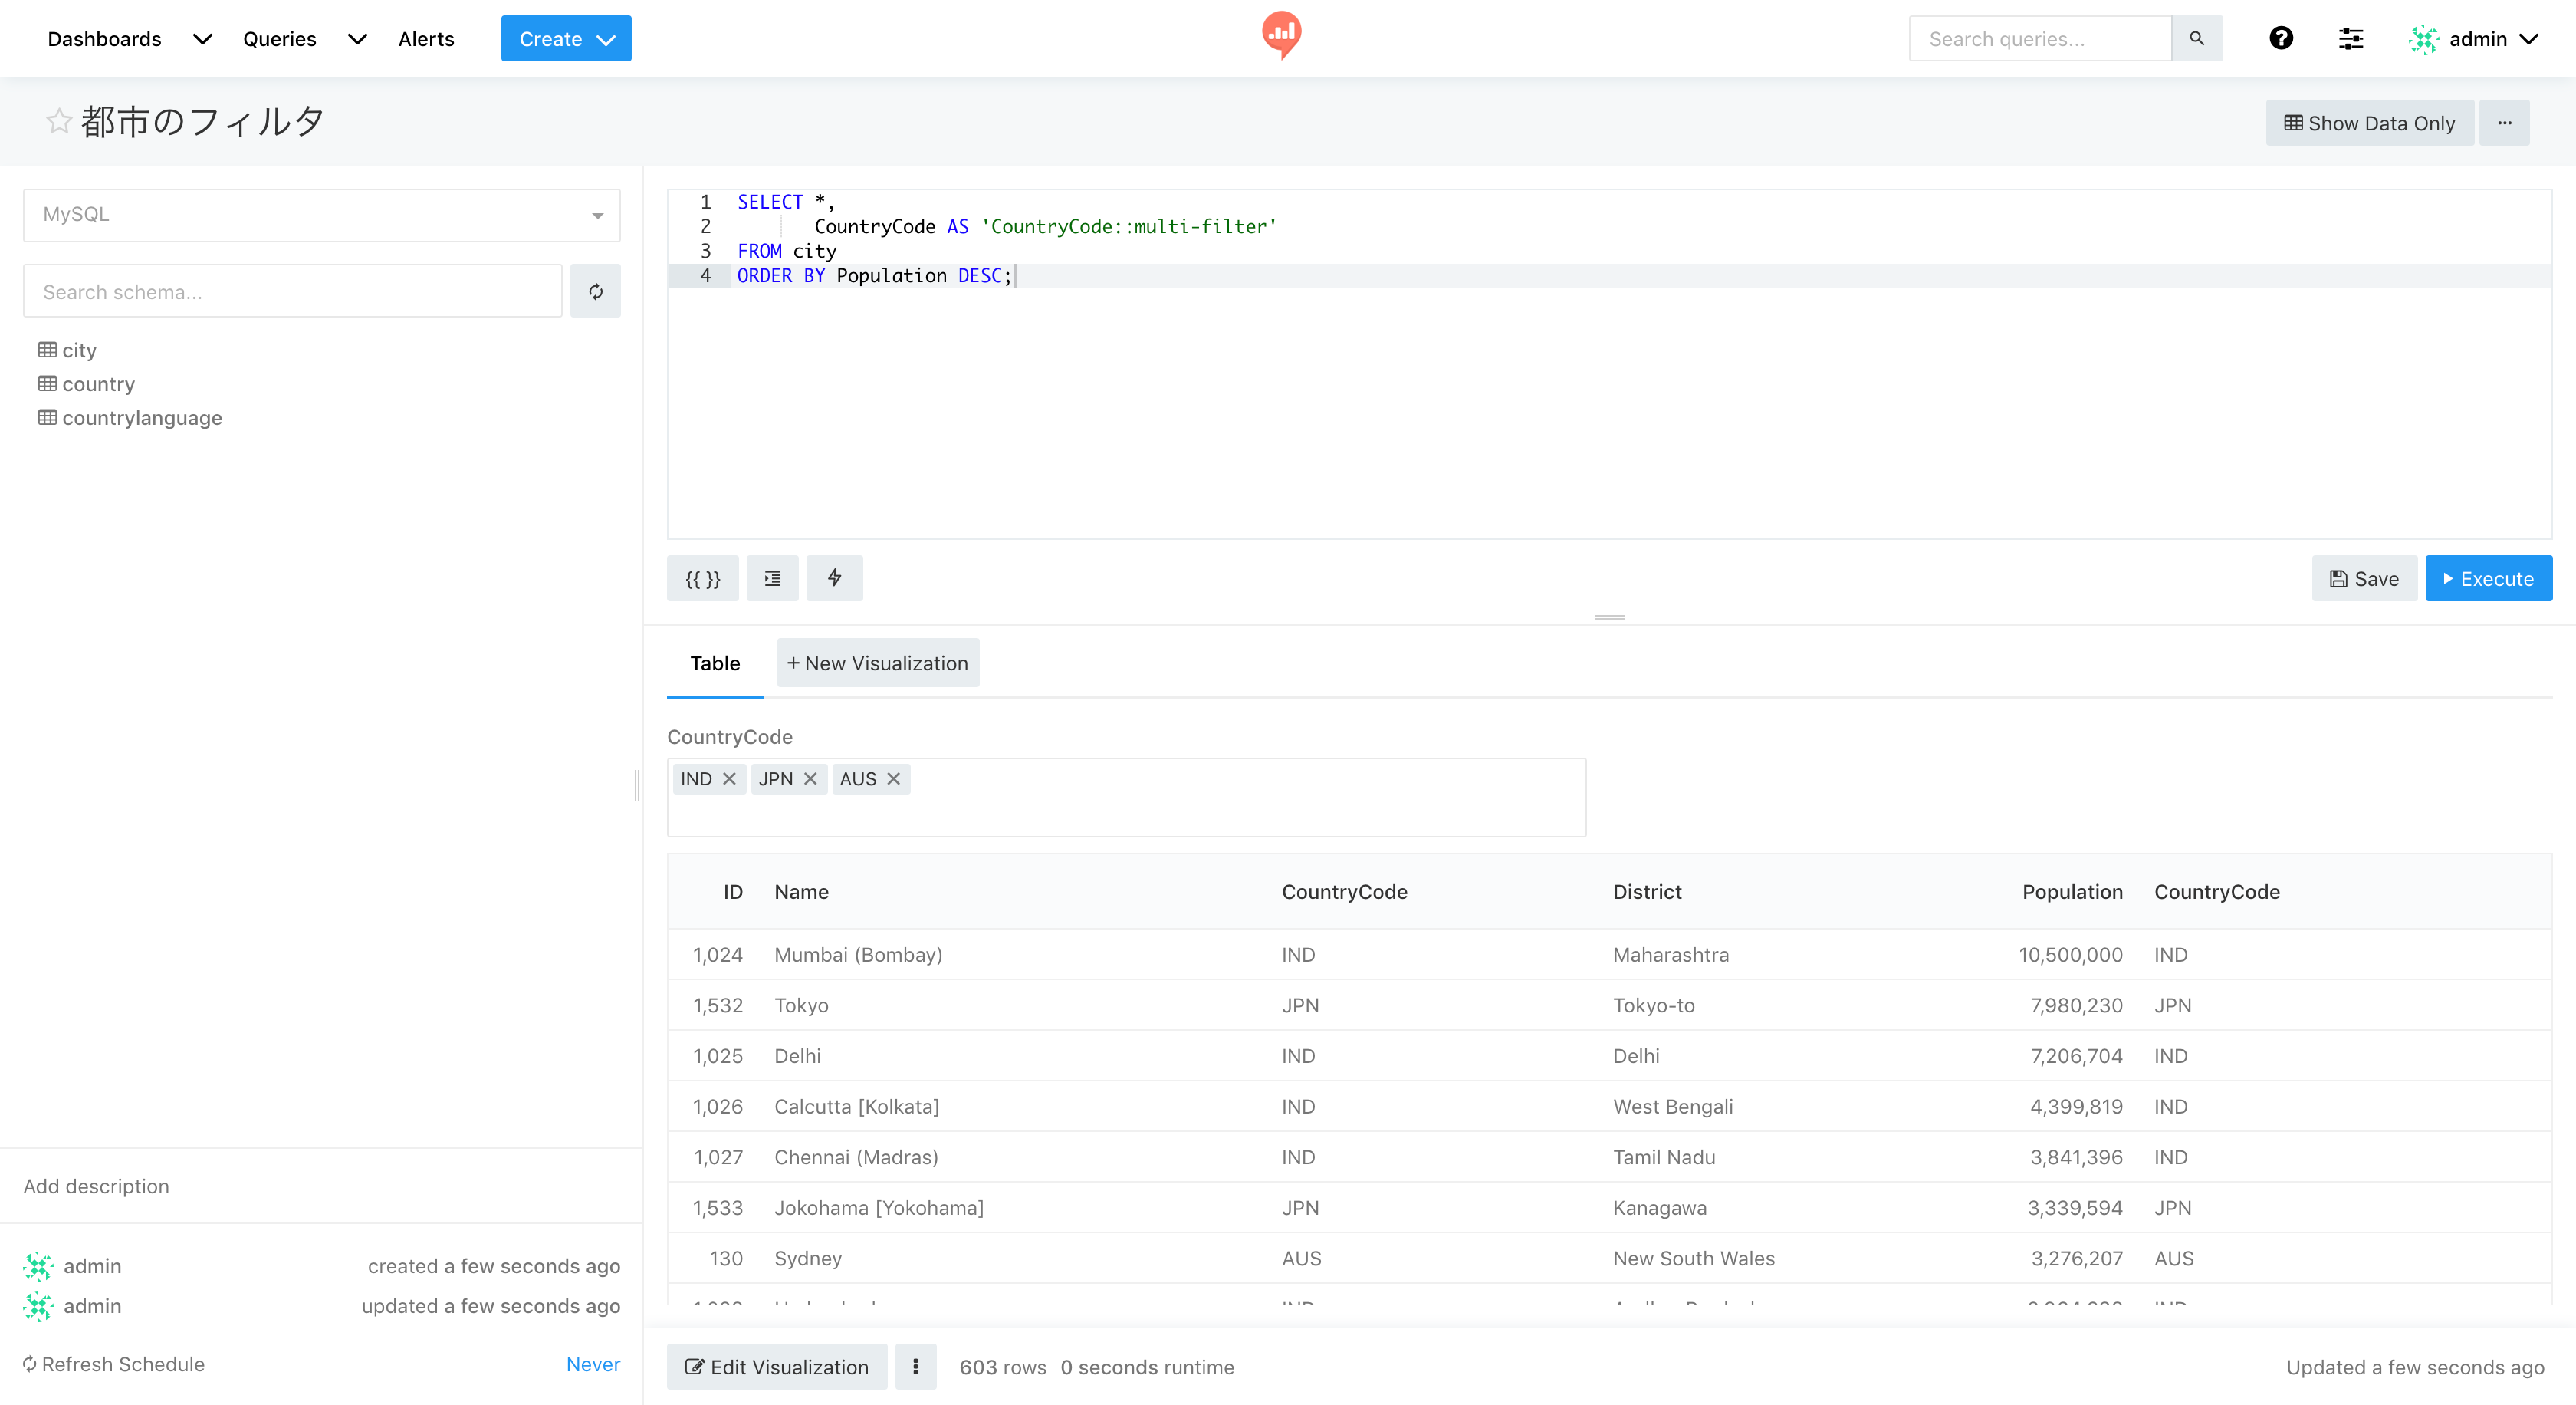 Dashboards Queries Alerts Create Search queries... admin
都市のフィルタ Show Data Only ...
MySQL
Search schema...
city
country
countrylanguage
1 SELECT *,
2 CountryCode AS 'CountryCode::multi-filter'
3 FROM city
4 ORDER BY Population DESC;
{{ }} Save Execute
Table + New Visualization
CountryCode
IND JPN AUS
ID Name CountryCode District Population CountryCode
1,024 Mumbai (Bombay) IND Maharashtra 10,500,000 IND
1,532 Tokyo JPN Tokyo-to 7,980,230 JPN
1,025 Delhi IND Delhi 7,206,704 IND
1,026 Calcutta [Kolkata] IND West Bengali 4,399,819 IND
1,027 Chennai (Madras) IND Tamil Nadu 3,841,396 IND
1,533 Jokohama [Yokohama] JPN Kanagawa 3,339,594 JPN
130 Sydney AUS New South Wales 3,276,207 AUS
Add description
admin created a few seconds ago
admin updated a few seconds ago
Refresh Schedule Never
Edit Visualization 603 rows 0 seconds runtime Updated a few seconds ago